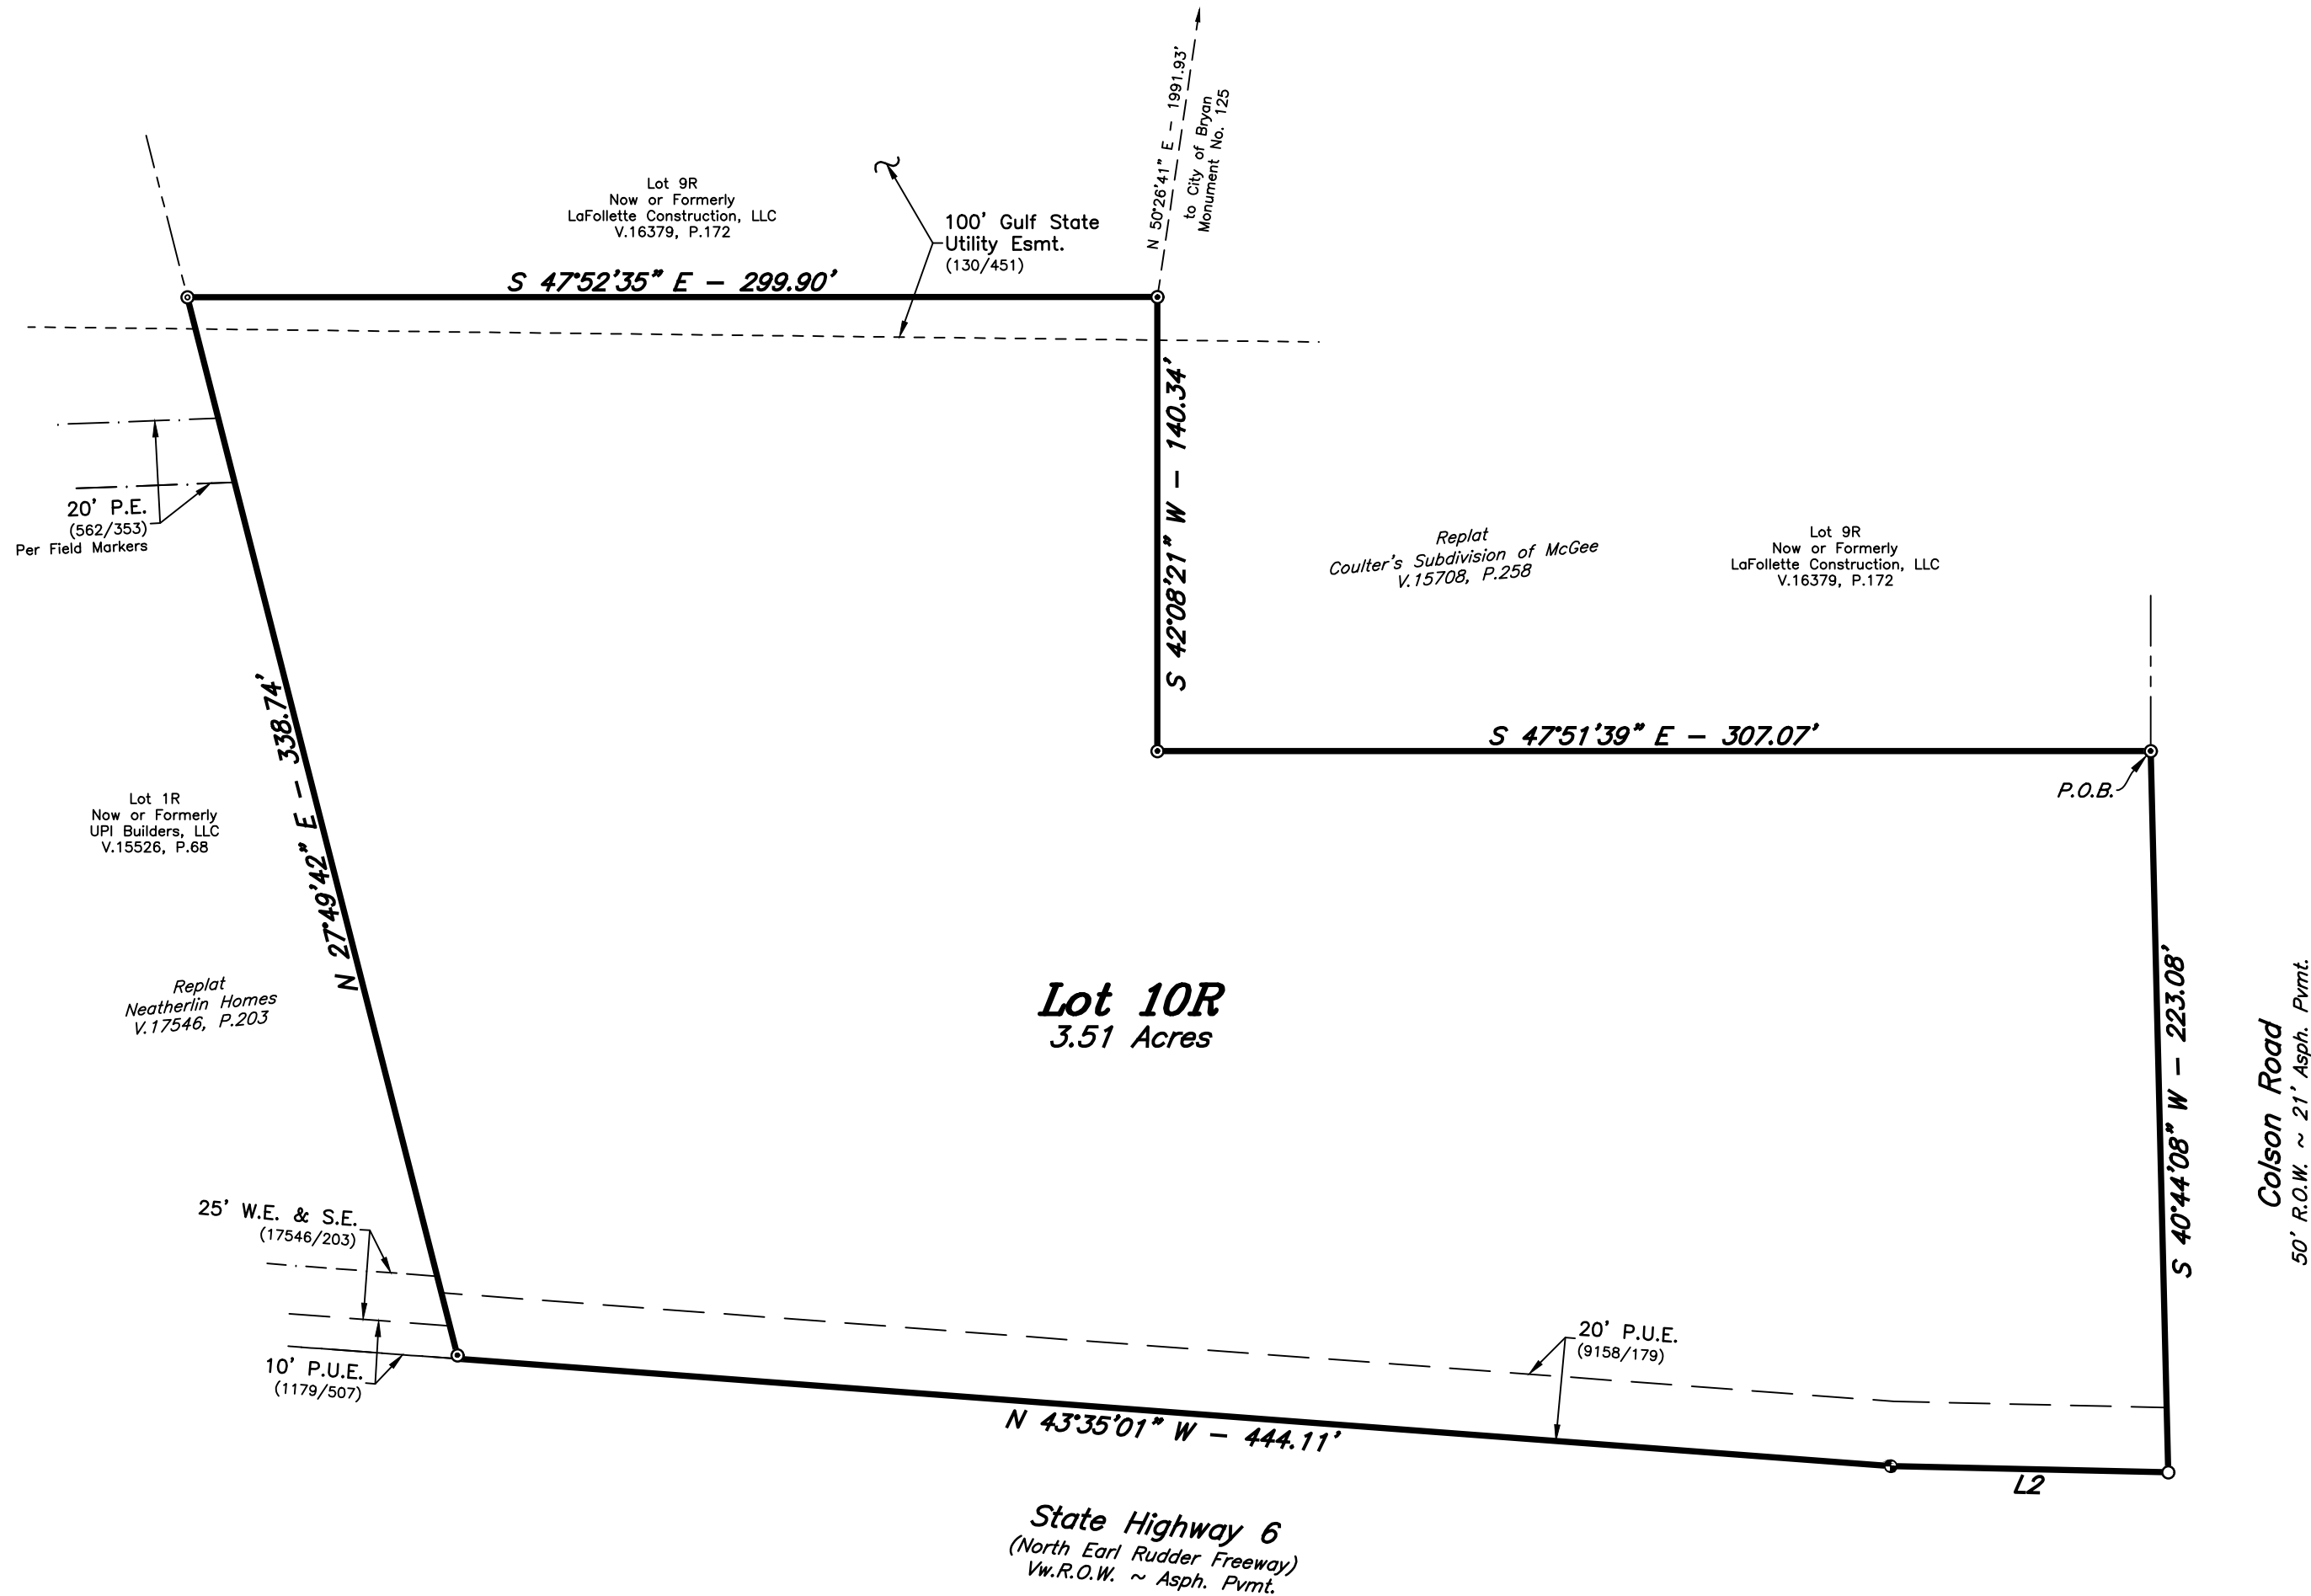 N 50°26'41" E - 1991.93'
to City of Bryan
Monument No. 125
Lot 9R
Now or Formerly
LaFollette Construction, LLC
V.16379, P.172
100' Gulf State
Utility Esmt.
(130/451)
S 47°52'35" E - 299.90'
S 42°08'21" W - 140.34'
20' P.E.
(562/353)
Per Field Markers
Replat
Coulter's Subdivision of McGee
V.15708, P.258
Lot 9R
Now or Formerly
LaFollette Construction, LLC
V.16379, P.172
N 27°49'42" E - 338.74'
S 47°51'39" E - 307.07'
P.O.B.
Lot 1R
Now or Formerly
UPI Builders, LLC
V.15526, P.68
Replat
Neatherlin Homes
V.17546, P.203
Lot 10R
3.51 Acres
S 40°44'08" W - 223.08'
Colson Road
50' R.O.W. ~ 21' Asph. Pvmt.
25' W.E. & S.E.
(17546/203)
10' P.U.E.
(1179/507)
20' P.U.E.
(9158/179)
N 43°35'01" W - 444.11'
L2
State Highway 6
(North Earl Rudder Freeway)
Vw.R.O.W. ~ Asph. Pvmt.